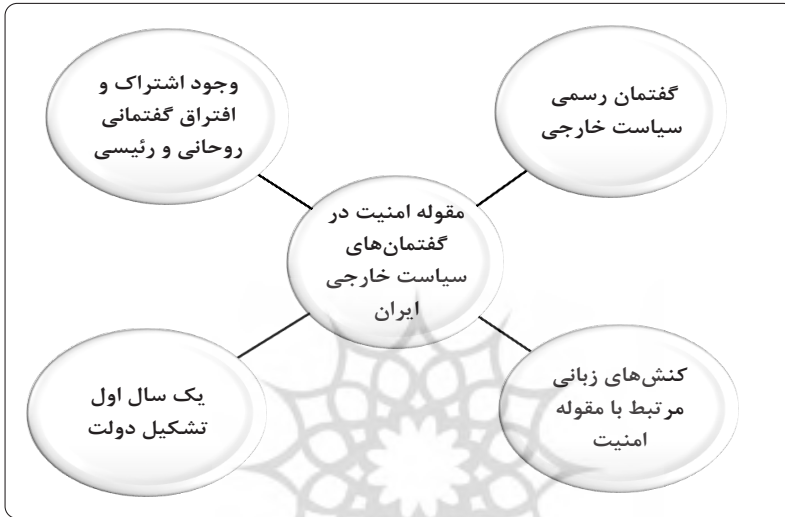 گفتمان رسمی
سیاست خارجی
وجود اشتراک و
افتراق گفتمانی
روحانی و رئیسی
مقوله امنیت در
گفتمان‌های
سیاست خارجی
ایران
کنش‌های زبانی
مرتبط با مقوله
امنیت
یک سال اول
تشکیل دولت